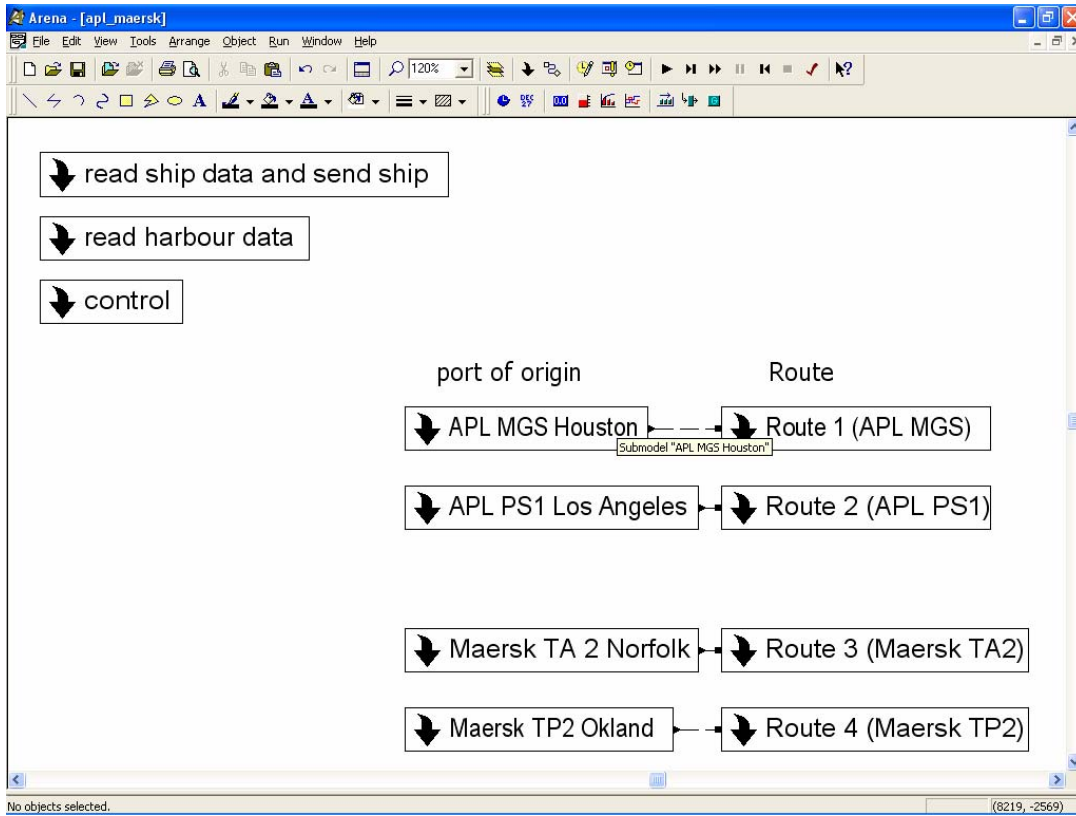 Arena - [apl_maersk]
File Edit View Tools Arrange Object Run Window Help
120%
read ship data and send ship
read harbour data
control
port of origin Route
APL MGS Houston Route 1 (APL MGS)
Submodel "APL MGS Houston"
APL PS1 Los Angeles Route 2 (APL PS1)
Maersk TA 2 Norfolk Route 3 (Maersk TA2)
Maersk TP2 Okland Route 4 (Maersk TP2)
No objects selected. (8219, -2569)